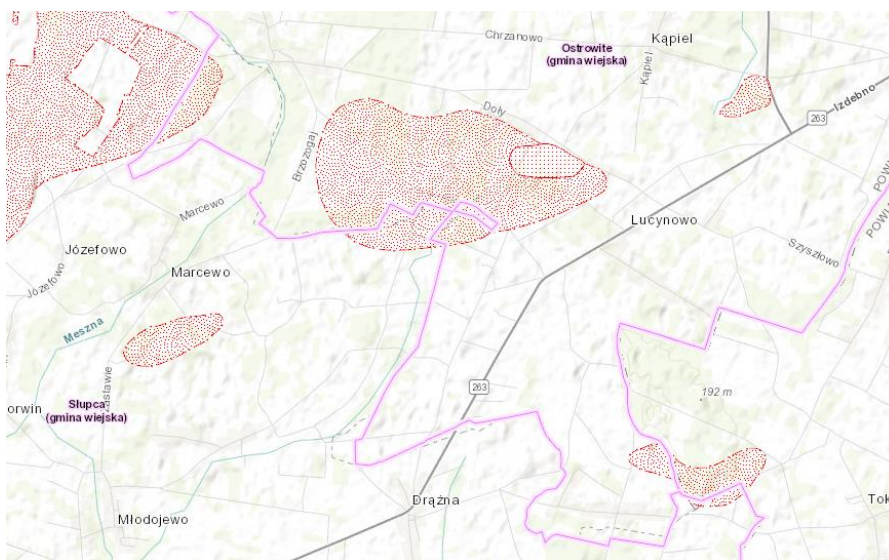 Chrzanowo
Ostrowite
(gmina wiejska)
Kąpiel
Kąpiel
Doły
263
Izdebno
Brzozogaj
Marcewo
Lucynowo
Szyszłowo
Józefowo
Józefowo
Marcewo
Meszna
Słupca
(gmina wiejska)
Zastawie
orwin
263
192 m
Drążna
Młodojewo
Tok